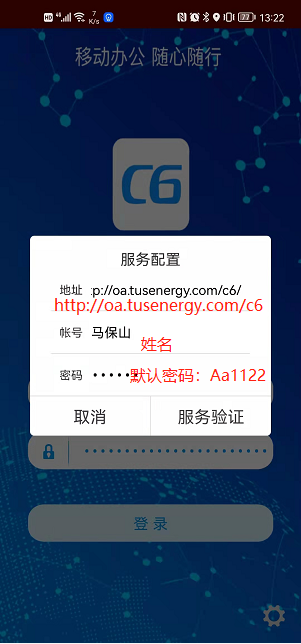 HD 4G 7 K/s 13:22
移动办公 随心随行
C6
服务配置
地址 :p://oa.tusenergy.com/c6/
http://oa.tusenergy.com/c6
帐号 马保山
姓名
密码 ••••••
默认密码：Aa1122
取消 服务验证
登 录